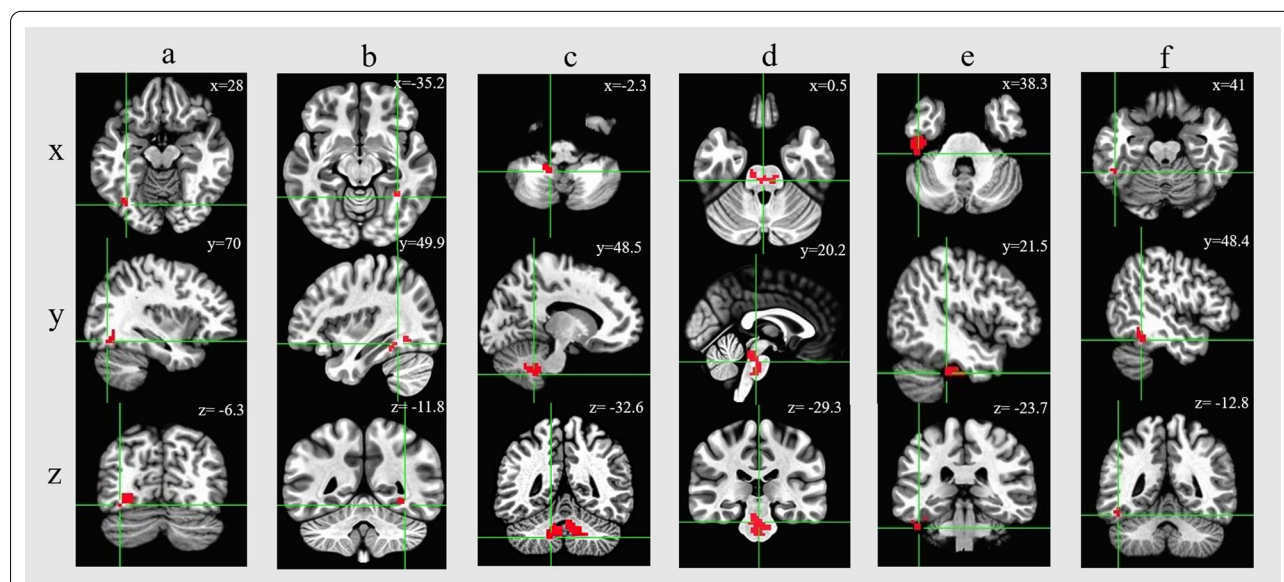 a b c d e f
x
x=28 x=-35.2 x=-2.3 x=0.5 x=38.3 x=41
y
y=70 y=49.9 y=48.5 y=20.2 y=21.5 y=48.4
z
z= -6.3 z= -11.8 z= -32.6 z= -29.3 z= -23.7 z= -12.8